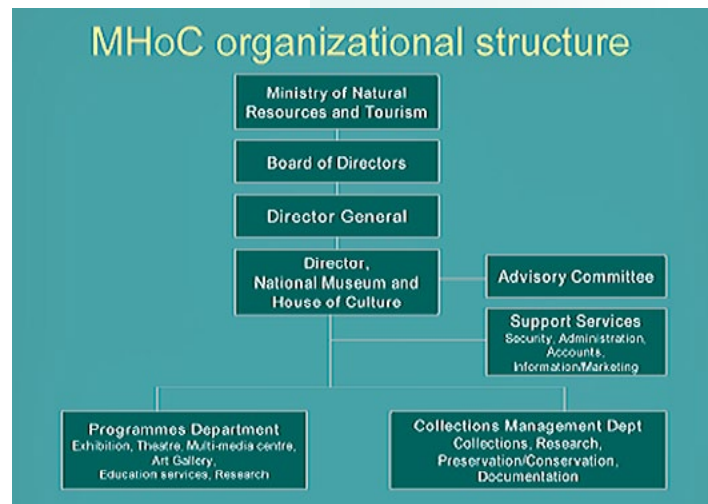 MHoC organizational structure
Ministry of Natural
Resources and Tourism
Board of Directors
Director General
Director,
National Museum and
House of Culture
Advisory Committee
Support Services
Security, Administration,
Accounts,
Information/Marketing
Programmes Department
Exhibition, Theatre, Multi-media centre,
Art Gallery,
Education services, Research
Collections Management Dept
Collections, Research,
Preservation/Conservation,
Documentation